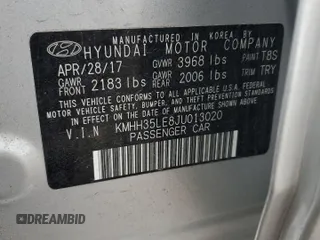 MANUFACTURED IN KOREA BY
HYUNDAI MOTOR COMPANY
APR/28/17 GVWR 3968 lbs PAINT T8S
GAWR FRONT 2183 lbs GAWR REAR 2006 lbs TRIM TRY
THIS VEHICLE CONFORMS TO ALL APPLICABLE U.S. FEDERAL MOTOR VEHICLE SAFETY, BUMPER, AND THEFT PREVENTION STANDARDS IN EFFECT ON THE DATE OF MANUFACTURE SHOWN ABOVE.
V.I.N KMHH35LE8JU013020
PASSENGER CAR
DREAMBID